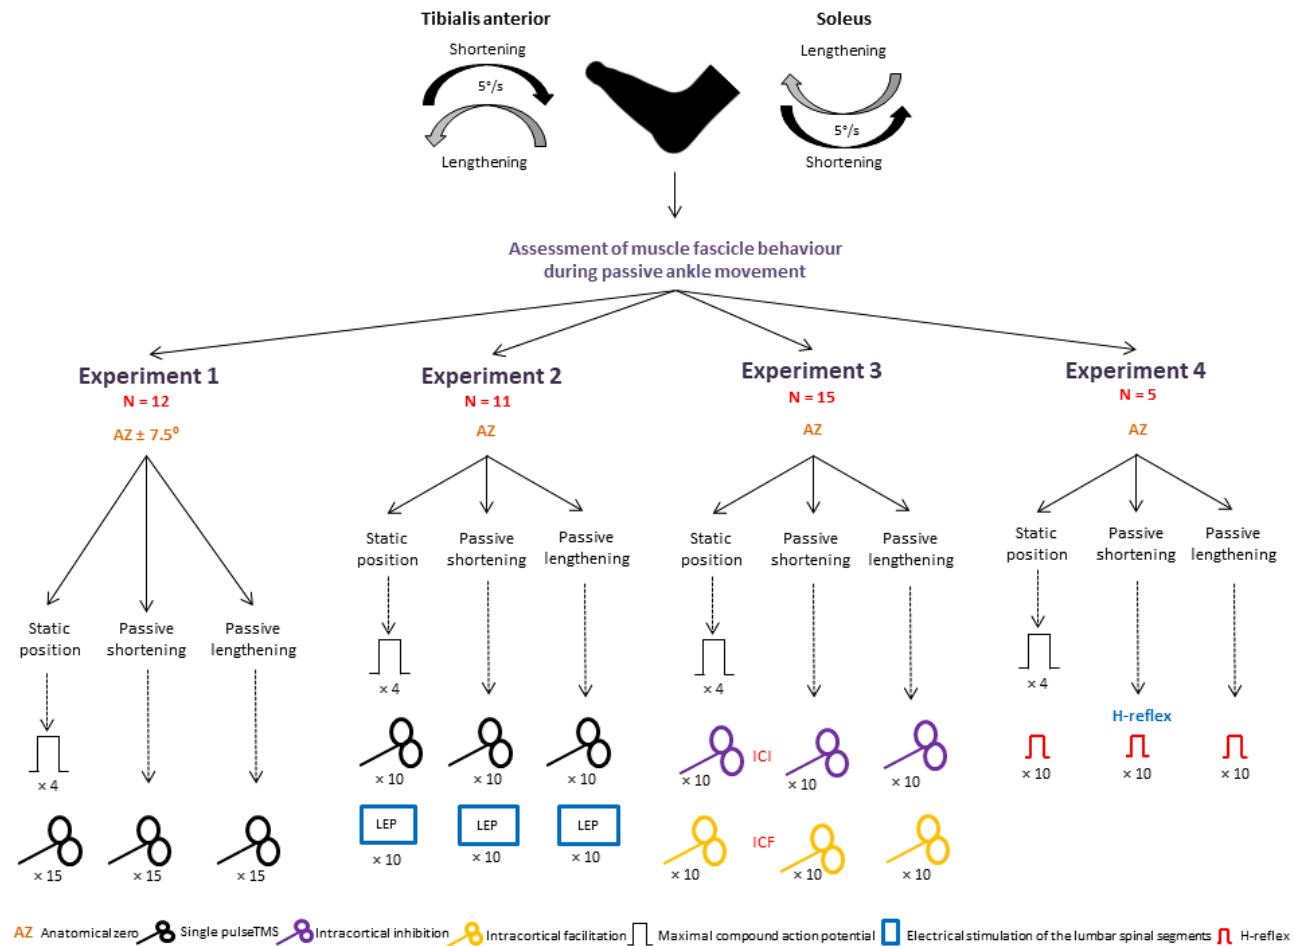 Tibialis anterior
Soleus
Shortening
Lengthening
5°/s
5°/s
Lengthening
Shortening
Assessment of muscle fascicle behaviour
during passive ankle movement
Experiment 1
N = 12
AZ ± 7.5⁰
Static
position
Passive
shortening
Passive
lengthening
× 4
× 15
× 15
× 15
Experiment 2
N = 11
AZ
Static
position
Passive
shortening
Passive
lengthening
× 4
× 10
× 10
× 10
LEP
LEP
LEP
× 10
× 10
× 10
Experiment 3
N = 15
AZ
Static
position
Passive
shortening
Passive
lengthening
× 4
ICI
× 10
× 10
× 10
ICF
× 10
× 10
× 10
Experiment 4
N = 5
AZ
Static
position
Passive
shortening
Passive
lengthening
× 4
H-reflex
× 10
× 10
× 10
AZ Anatomical zero Single pulseTMS Intracortical inhibition Intracortical facilitation Maximal compound action potential Electrical stimulation of the lumbar spinal segments H-reflex